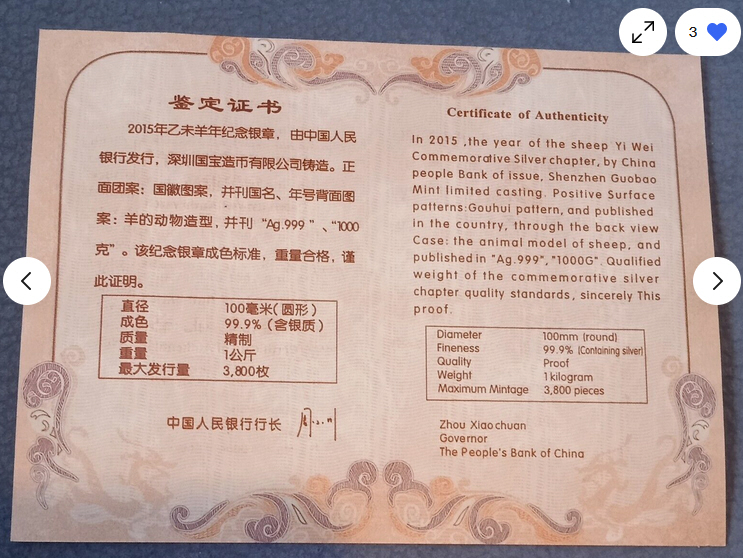 3
鉴定证书
2015年乙未羊年纪念银章，由中国人民
银行发行，深圳国宝造币有限公司铸造。正
面团案：国徽图案，并刊国名、年号背面图
案：羊的动物造型，并刊“Ag.999”、“1000
克”。该纪念银章成色标准，重量合格，谨
此证明。
直径 100毫米(圆形)
成色 99.9%(含银质)
质量 精制
重量 1公斤
最大发行量 3,800枚
中国人民银行行长
Certificate of Authenticity
In 2015 ,the year of the sheep Yi Wei
Commemorative Silver chapter, by China
people Bank of issue, Shenzhen Guobao
Mint limited casting. Positive Surface
patterns:Gouhui pattern, and published
in the country, through the back view
Case: the animal model of sheep, and
published in "Ag.999", "1000G". Qualified
weight of the commemorative silver
chapter quality standards, sincerely This
proof.
Diameter 100mm (round)
Fineness 99.9% (Containing silver)
Quality Proof
Weight 1kilogram
Maximum Mintage 3,800 pieces
Zhou Xiaochuan
Governor
The People's Bank of China